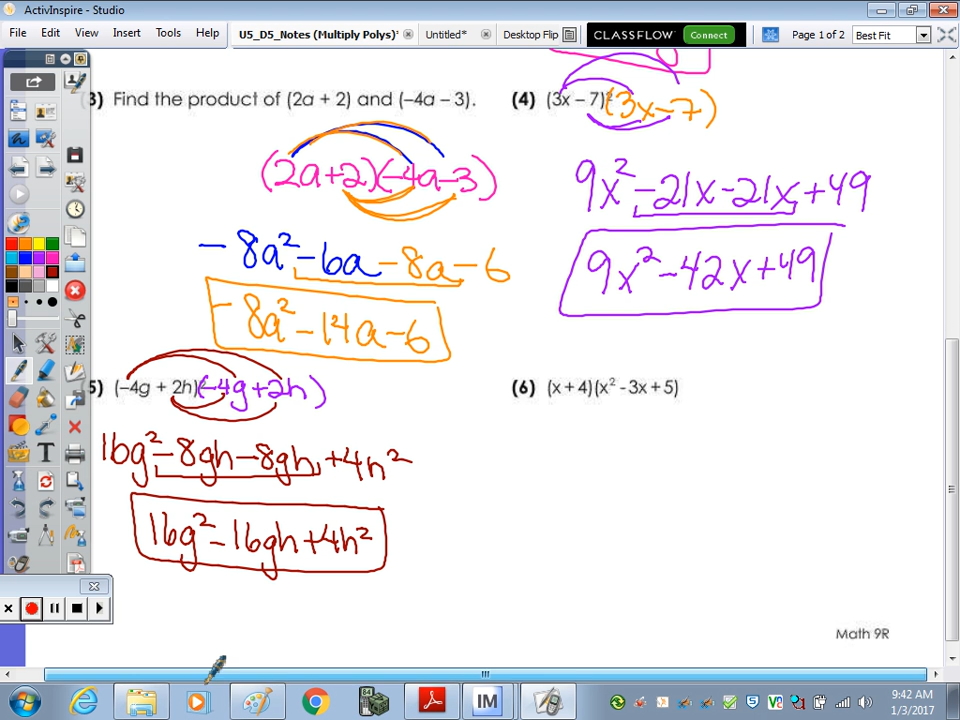 ActivInspire - Studio
File Edit View Insert Tools Help U5_D5_Notes (Multiply Polys)* Untitled* Desktop Flip CLASSFLOW Connect Page 1 of 2 Best Fit
3) Find the product of (2a + 2) and (-4a - 3). (4) (3x - 7)² (3x-7)
(2a+2)(-4a-3)
9x² -21x-21x+49
-8a²-6a-8a-6
9x²-42x+49
-8a²-14a-6
5) (-4g + 2h)² (-4g+2h) (6) (x + 4)(x² - 3x + 5)
16g²-8gh-8gh+4h²
16g²-16gh+4h²
Math 9R
84
IM
9:42 AM
1/3/2017